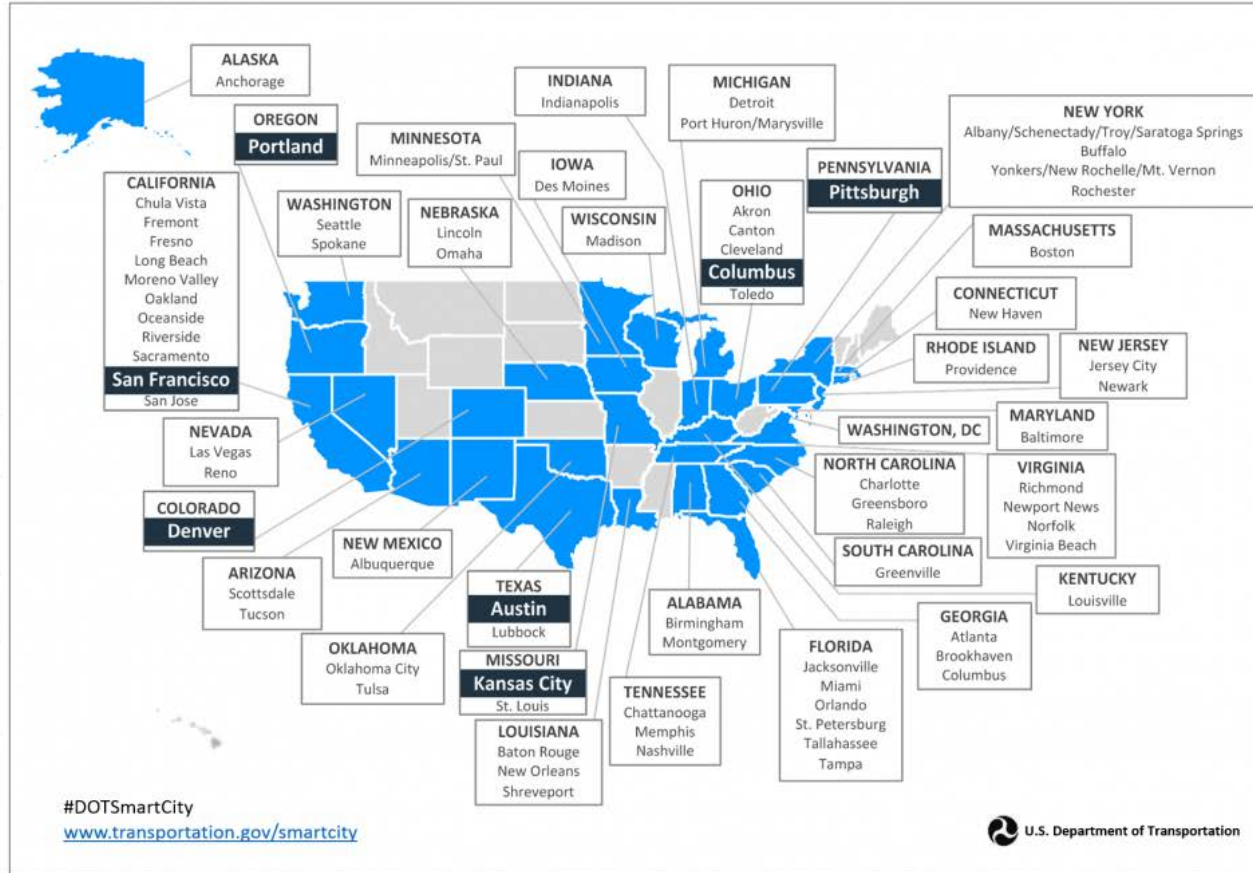 ALASKA
Anchorage
OREGON
Portland
CALIFORNIA
Chula Vista
Fremont
Fresno
Long Beach
Moreno Valley
Oakland
Oceanside
Riverside
Sacramento
San Francisco
San Jose
WASHINGTON
Seattle
Spokane
MINNESOTA
Minneapolis/St. Paul
NEBRASKA
Lincoln
Omaha
IOWA
Des Moines
INDIANA
Indianapolis
WISCONSIN
Madison
MICHIGAN
Detroit
Port Huron/Marysville
OHIO
Akron
Canton
Cleveland
Columbus
Toledo
PENNSYLVANIA
Pittsburgh
NEW YORK
Albany/Schenectady/Troy/Saratoga Springs
Buffalo
Yonkers/New Rochelle/Mt. Vernon
Rochester
MASSACHUSETTS
Boston
CONNECTICUT
New Haven
RHODE ISLAND
Providence
NEW JERSEY
Jersey City
Newark
MARYLAND
Baltimore
WASHINGTON, DC
NEVADA
Las Vegas
Reno
COLORADO
Denver
ARIZONA
Scottsdale
Tucson
NEW MEXICO
Albuquerque
OKLAHOMA
Oklahoma City
Tulsa
TEXAS
Austin
Lubbock
MISSOURI
Kansas City
St. Louis
LOUISIANA
Baton Rouge
New Orleans
Shreveport
TENNESSEE
Chattanooga
Memphis
Nashville
ALABAMA
Birmingham
Montgomery
NORTH CAROLINA
Charlotte
Greensboro
Raleigh
VIRGINIA
Richmond
Newport News
Norfolk
Virginia Beach
SOUTH CAROLINA
Greenville
KENTUCKY
Louisville
GEORGIA
Atlanta
Brookhaven
Columbus
FLORIDA
Jacksonville
Miami
Orlando
St. Petersburg
Tallahassee
Tampa
#DOTSmartCity
www.transportation.gov/smartcity
U.S. Department of Transportation